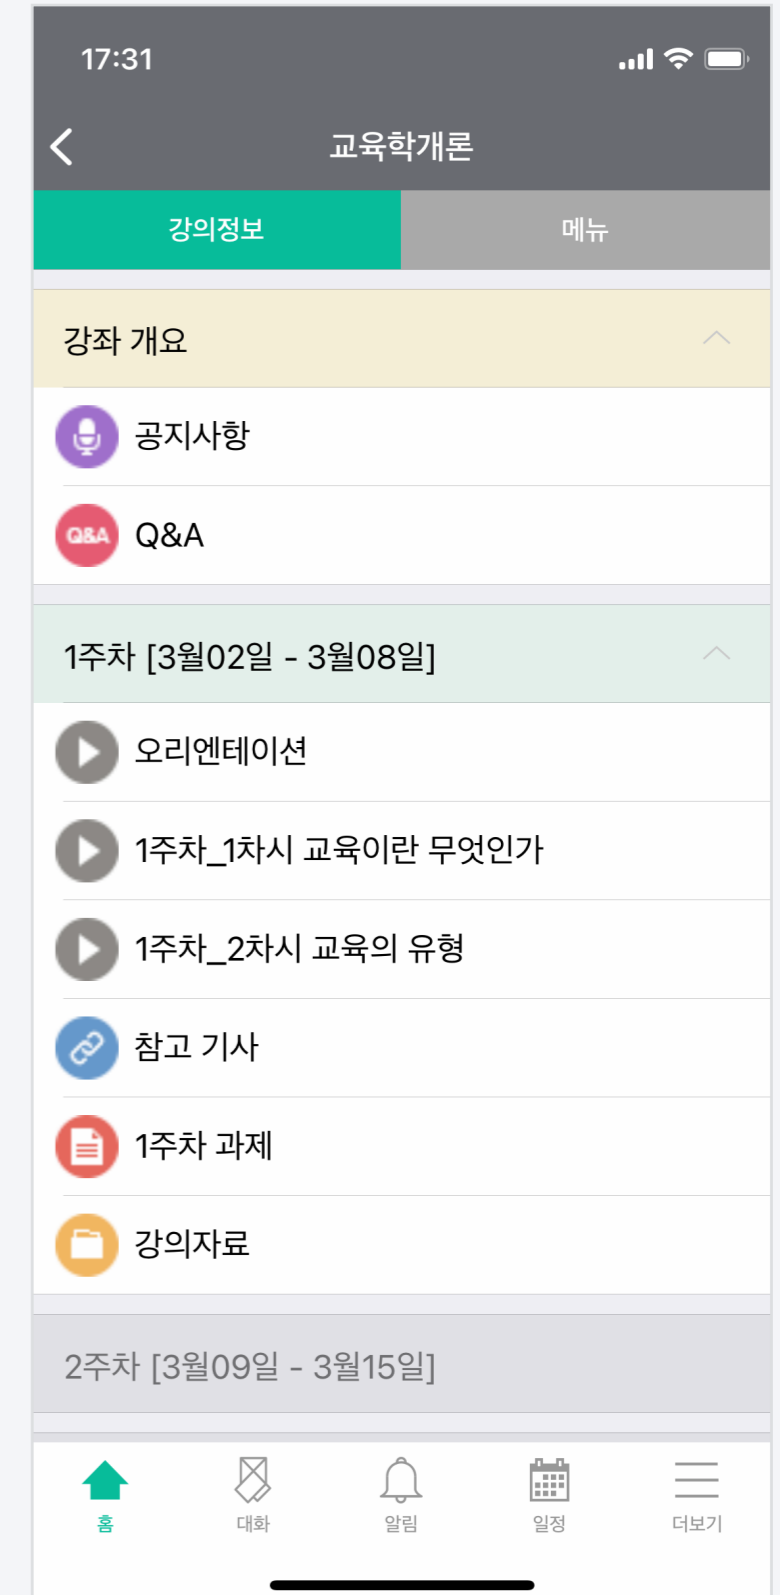 17:31
교육학개론
강의정보
메뉴
강좌 개요
공지사항
Q&A
Q&A
1주차 [3월02일 - 3월08일]
오리엔테이션
1주차_1차시 교육이란 무엇인가
1주차_2차시 교육의 유형
참고 기사
1주차 과제
강의자료
2주차 [3월09일 - 3월15일]
홈
대화
알림
일정
더보기